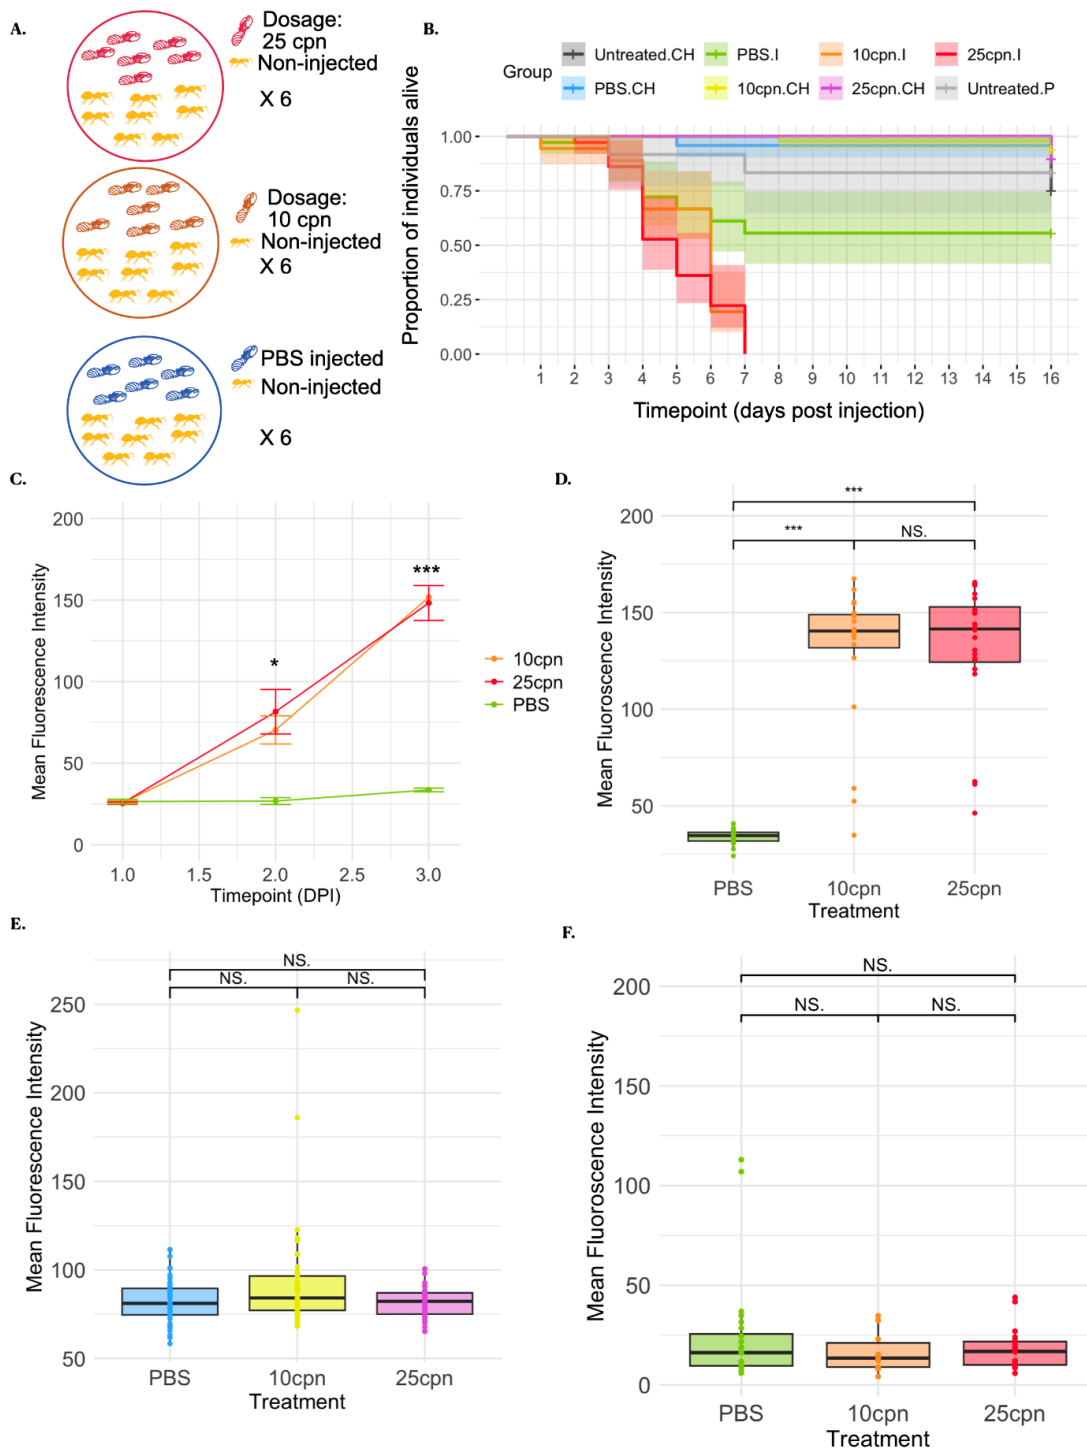 A.
Dosage:
25 cpn
Non-injected
X 6
Dosage:
10 cpn
Non-injected
X 6
PBS injected
Non-injected
X 6
B.
Group
Untreated.CH
PBS.I
10cpn.I
25cpn.I
PBS.CH
10cpn.CH
25cpn.CH
Untreated.P
Proportion of individuals alive
1.00
0.75
0.50
0.25
0.00
1 2 3 4 5 6 7 8 9 10 11 12 13 14 15 16
Timepoint (days post injection)
C.
Mean Fluorescence Intensity
200
150
100
50
0
*
***
1.0 1.5 2.0 2.5 3.0
Timepoint (DPI)
10cpn
25cpn
PBS
D.
Mean Fluoroscence Intensity
200
150
100
50
***
***
NS.
PBS 10cpn 25cpn
Treatment
E.
Mean Fluorescence Intensity
250
200
150
100
50
NS.
NS. NS.
PBS 10cpn 25cpn
Treatment
F.
Mean Fluoroscence Intensity
200
150
100
50
0
NS.
NS. NS.
PBS 10cpn 25cpn
Treatment